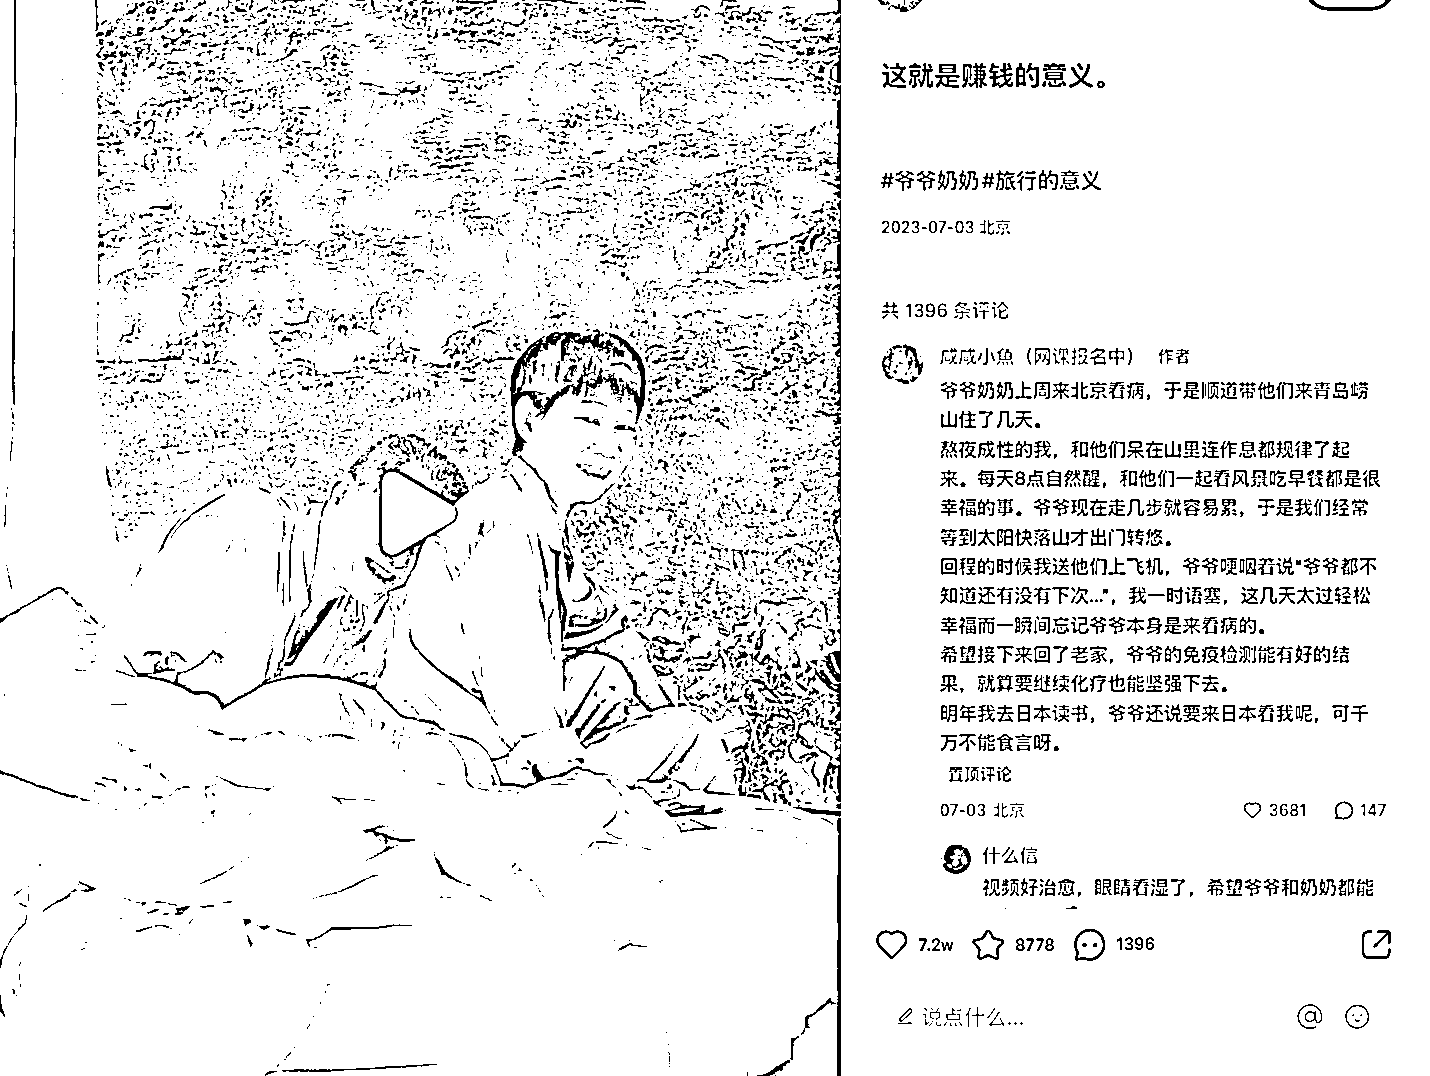 这就是赚钱的意义。
#爷爷奶奶#旅行的意义
2023-07-03 北京
共 1396 条评论
咸咸小魚（网课报名中） 作者
爷爷奶奶上周来北京看病，于是顺道带他们来青岛崂
山住了几天。
熬夜成性的我，和他们呆在山里连作息都规律了起
来。每天8点自然醒，和他们一起看风景吃早餐都是很
幸福的事。爷爷现在走几步就容易累，于是我们经常
等到太阳快落山才出门转悠。
回程的时候我送他们上飞机，爷爷哽咽着说"爷爷都不
知道还有没有下次..."，我一时语塞，这几天太过轻松
幸福而一瞬间忘记爷爷本身是来看病的。
希望接下来回了老家，爷爷的免疫检测能有好的结
果，就算要继续化疗也能坚强下去。
明年我去日本读书，爷爷还说要来日本看我呢，可千
万不能食言呀。
置顶评论
07-03 北京 3681 147
什么信
视频好治愈，眼睛看湿了，希望爷爷和奶奶都能
7.2w 8778 1396
说点什么...